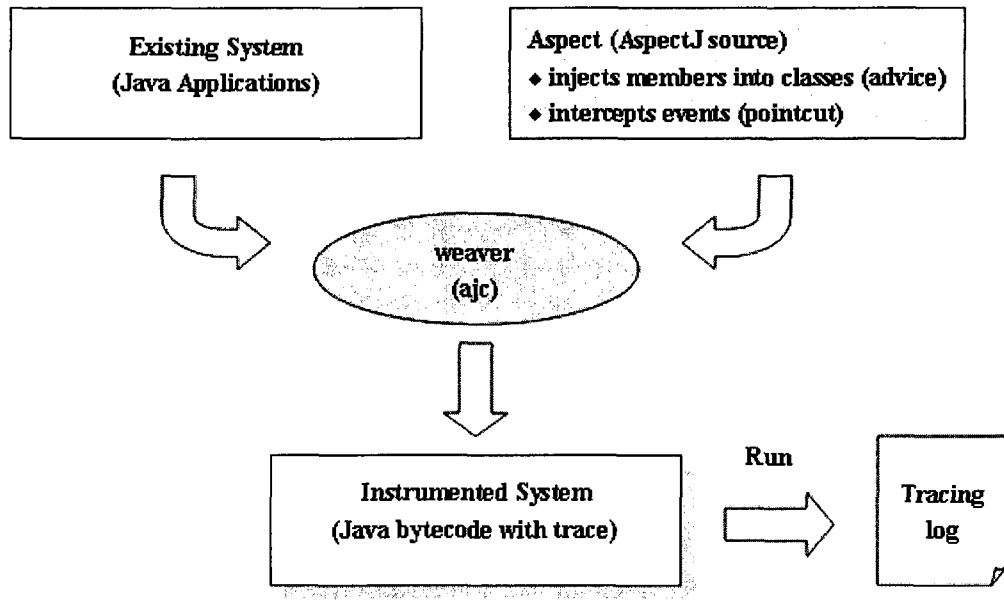 Existing System
(Java Applications)
Aspect (AspectJ source)
◆ injects members into classes (advice)
◆ intercepts events (pointcut)
weaver
(ajc)
Instrumented System
(Java bytecode with trace)
Run
Tracing
log